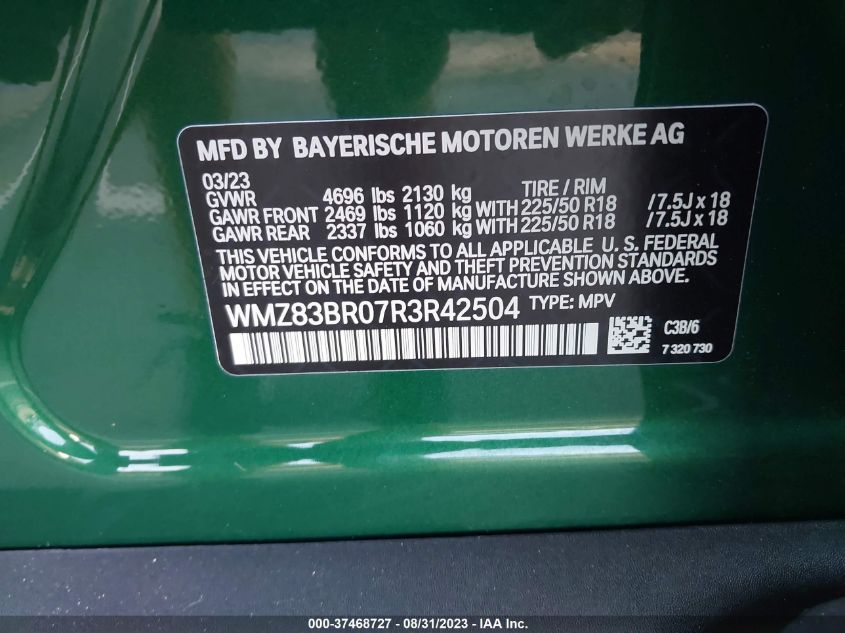 MFD BY BAYERISCHE MOTOREN WERKE AG
03/23 TIRE / RIM
GVWR 4696 lbs 2130 kg
GAWR FRONT 2469 lbs 1120 kg WITH 225/50 R18 /7.5J x 18
GAWR REAR 2337 lbs 1060 kg WITH 225/50 R18 /7.5J x 18
THIS VEHICLE CONFORMS TO ALL APPLICABLE U. S. FEDERAL
MOTOR VEHICLE SAFETY AND THEFT PREVENTION STANDARDS
IN EFFECT ON THE DATE OF MANUFACTURE SHOWN ABOVE.
WMZ83BR07R3R42504 TYPE: MPV
C3B/6
7 320 730
000-37468727 - 08/31/2023 - IAA Inc.